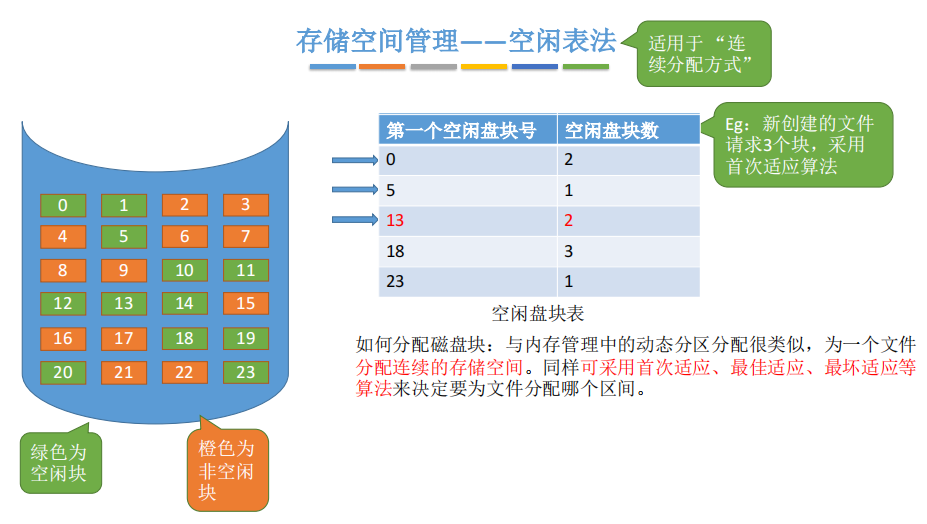 存储空间管理——空闲表法
适用于 “连
续分配方式”
第一个空闲盘块号 空闲盘块数
0 2
5 1
13 2
18 3
23 1
空闲盘块表
Eg：新创建的文件
请求3个块，采用
首次适应算法
0 1 2 3
4 5 6 7
8 9 10 11
12 13 14 15
16 17 18 19
20 21 22 23
绿色为
空闲块
橙色为
非空闲
块
如何分配磁盘块：与内存管理中的动态分区分配很类似，为一个文件
分配连续的存储空间。同样可采用首次适应、最佳适应、最坏适应等
算法来决定要为文件分配哪个区间。